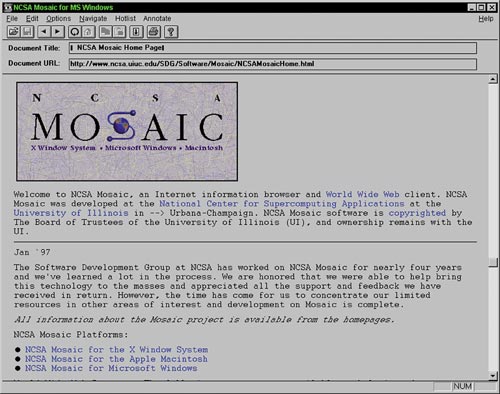 NCSA Mosaic for MS Windows
File Edit Options Navigate Hotlist Annotate Help
Document Title: NCSA Mosaic Home Page
Document URL: http://www.ncsa.uiuc.edu/SDG/Software/Mosaic/NCSAMosaicHome.html
N C S A
MOSAIC
X Window System • Microsoft Windows • Macintosh
Welcome to NCSA Mosaic, an Internet information browser and World Wide Web client. NCSA
Mosaic was developed at the National Center for Supercomputing Applications at the
University of Illinois in --> Urbana-Champaign. NCSA Mosaic software is copyrighted by
The Board of Trustees of the University of Illinois (UI), and ownership remains with the
UI.
Jan `97
The Software Development Group at NCSA has worked on NCSA Mosaic for nearly four years
and we've learned a lot in the process. We are honored that we were able to help bring
this technology to the masses and appreciated all the support and feedback we have
received in return. However, the time has come for us to concentrate our limited
resources in other areas of interest and development on Mosaic is complete.
All information about the Mosaic project is available from the homepages.
NCSA Mosaic Platforms:
● NCSA Mosaic for the X Window System
● NCSA Mosaic for the Apple Macintosh
● NCSA Mosaic for Microsoft Windows
NUM